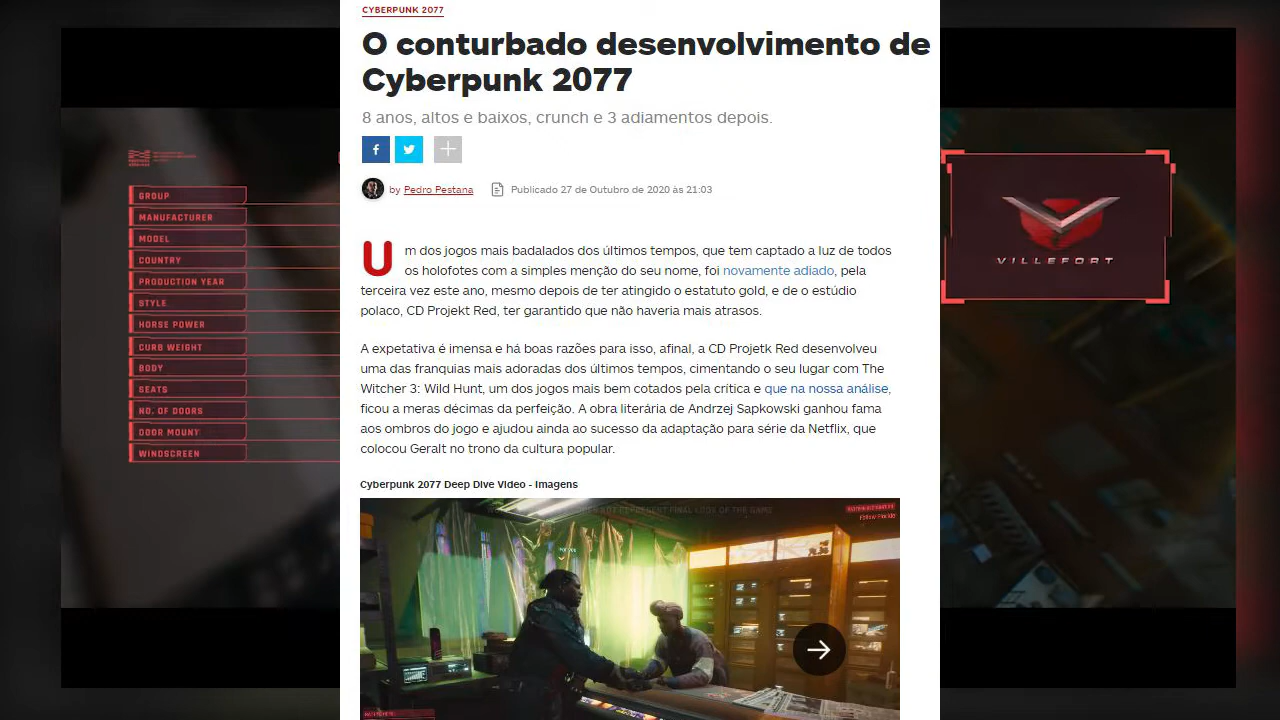 CYBERPUNK 2077
O conturbado desenvolvimento de
Cyberpunk 2077
8 anos, altos e baixos, crunch e 3 adiamentos depois.
by Pedro Pestana
Publicado 27 de Outubro de 2020 às 21:03
Um dos jogos mais badalados dos últimos tempos, que tem captado a luz de todos
os holofotes com a simples menção do seu nome, foi novamente adiado, pela
terceira vez este ano, mesmo depois de ter atingido o estatuto gold, e de o estúdio
polaco, CD Projekt Red, ter garantido que não haveria mais atrasos.
A expetativa é imensa e há boas razões para isso, afinal, a CD Projetk Red desenvolveu
uma das franquias mais adoradas dos últimos tempos, cimentando o seu lugar com The
Witcher 3: Wild Hunt, um dos jogos mais bem cotados pela crítica e que na nossa análise,
ficou a meras décimas da perfeição. A obra literária de Andrzej Sapkowski ganhou fama
aos ombros do jogo e ajudou ainda ao sucesso da adaptação para série da Netflix, que
colocou Geralt no trono da cultura popular.
Cyberpunk 2077 Deep Dive Video - Imagens
REPRESENT FINAL LOOK OF THE GAME
GROUP
MANUFACTURER
MODEL
COUNTRY
PRODUCTION YEAR
STYLE
HORSE POWER
CURB WEIGHT
BODY
SEATS
NO. OF DOORS
DOOR MOUNT
WINDSCREEN
VILLEFORT